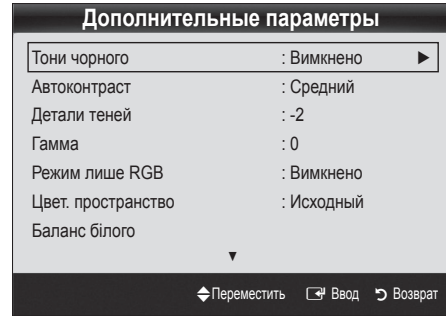 Дополнительные параметры
Тони чорного : Вимкнено ►
Автоконтраст : Средний
Детали теней : -2
Гамма : 0
Режим лише RGB : Вимкнено
Цвет. пространство : Исходный
Баланс білого
▼
Переместить Ввод Возврат